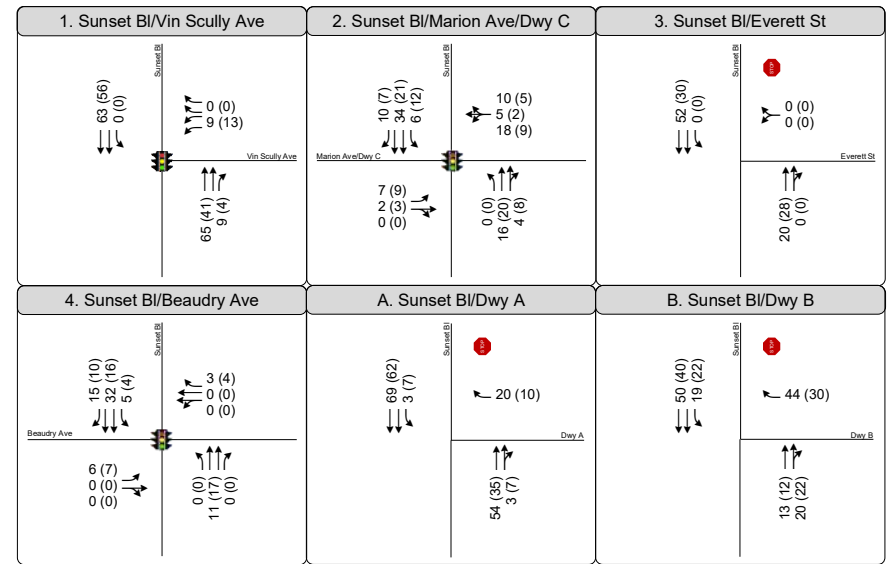 1. Sunset Bl/Vin Scully Ave
Sunset Bl
63 (56)
0 (0)
0 (0)
9 (13)
Vin Scully Ave
65 (41)
9 (4)
2. Sunset Bl/Marion Ave/Dwy C
Sunset Bl
10 (7)
34 (21)
6 (12)
10 (5)
5 (2)
18 (9)
Marion Ave/Dwy C
7 (9)
2 (3)
0 (0)
0 (0)
16 (20)
4 (8)
3. Sunset Bl/Everett St
Sunset Bl
STOP
52 (30)
0 (0)
0 (0)
0 (0)
Everett St
20 (28)
0 (0)
4. Sunset Bl/Beaudry Ave
Sunset Bl
15 (10)
32 (16)
5 (4)
3 (4)
0 (0)
0 (0)
Beaudry Ave
6 (7)
0 (0)
0 (0)
0 (0)
11 (17)
0 (0)
A. Sunset Bl/Dwy A
Sunset Bl
STOP
69 (62)
3 (7)
20 (10)
Dwy A
54 (35)
3 (7)
B. Sunset Bl/Dwy B
Sunset Bl
STOP
50 (40)
19 (22)
44 (30)
Dwy B
13 (12)
20 (22)